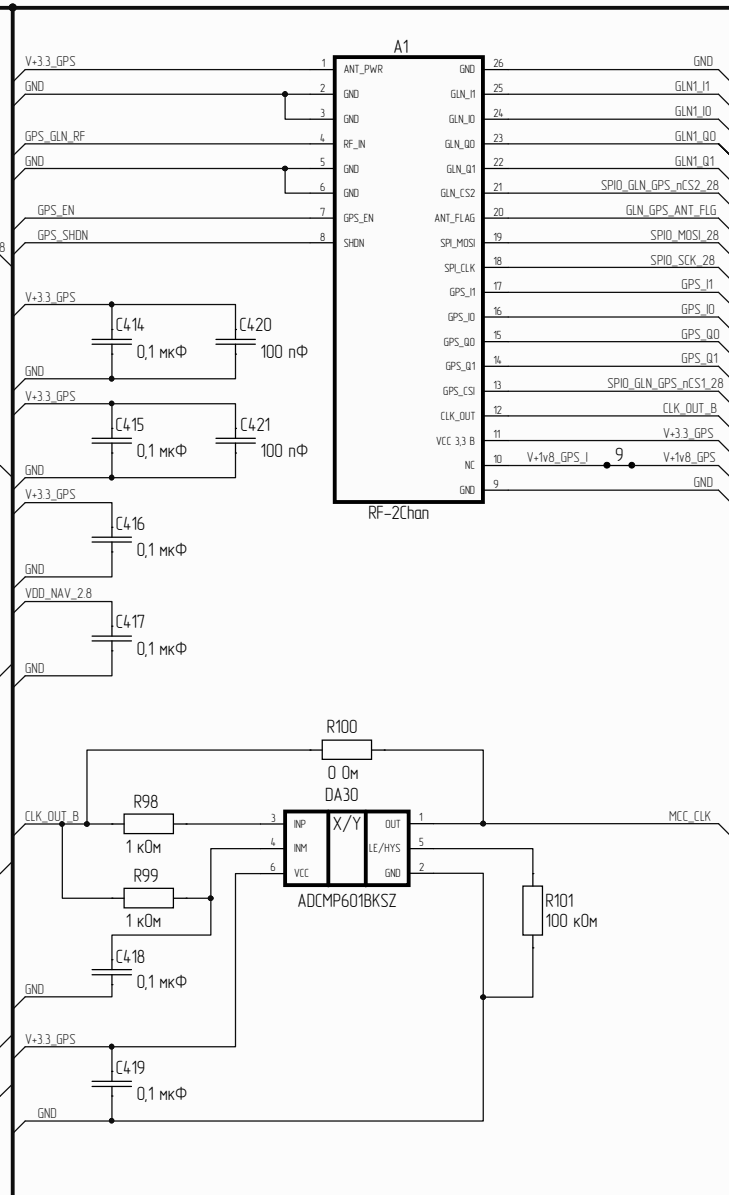 A1
V+3.3_GPS 1 ANT_PWR GND 26 GND
GND 2 GND GLN_I1 25 GLN1_I1
3 GND GLN_I0 24 GLN1_I0
GPS_GLN_RF 4 RF_IN GLN_Q0 23 GLN1_Q0
GND 5 GND GLN_Q1 22 GLN1_Q1
6 GND GLN_CS2 21 SPI0_GLN_GPS_nCS2_28
GPS_EN 7 GPS_EN ANT_FLAG 20 GLN_GPS_ANT_FLG
GPS_SHDN 8 SHDN SPI_MOSI 19 SPI0_MOSI_28
8
SPI_CLK 18 SPI0_SCK_28
GPS_I1 17 GPS_I1
GPS_I0 16 GPS_I0
GPS_Q0 15 GPS_Q0
GPS_Q1 14 GPS_Q1
GPS_CSI 13 SPI0_GLN_GPS_nCS1_28
CLK_OUT 12 CLK_OUT_B
VCC 3,3 В 11 V+3.3_GPS
NC 10 V+1v8_GPS_I 9 V+1v8_GPS
GND 9 GND
RF-2Chan
V+3.3_GPS
C414 C420
0,1 мкФ 100 пФ
GND
V+3.3_GPS
C415 C421
0,1 мкФ 100 пФ
GND
V+3.3_GPS
C416
0,1 мкФ
GND
VDD_NAV_2.8
C417
0,1 мкФ
GND
R100
0 Ом
DA30
CLK_OUT_B R98 3 INP X/Y OUT 1 MCC_CLK
1 кОм 4 INM LE/HYS 5
R99 6 VCC GND 2
1 кОм ADCMP601BKSZ R101
100 кОм
C418
0,1 мкФ
GND
V+3.3_GPS
C419
0,1 мкФ
GND